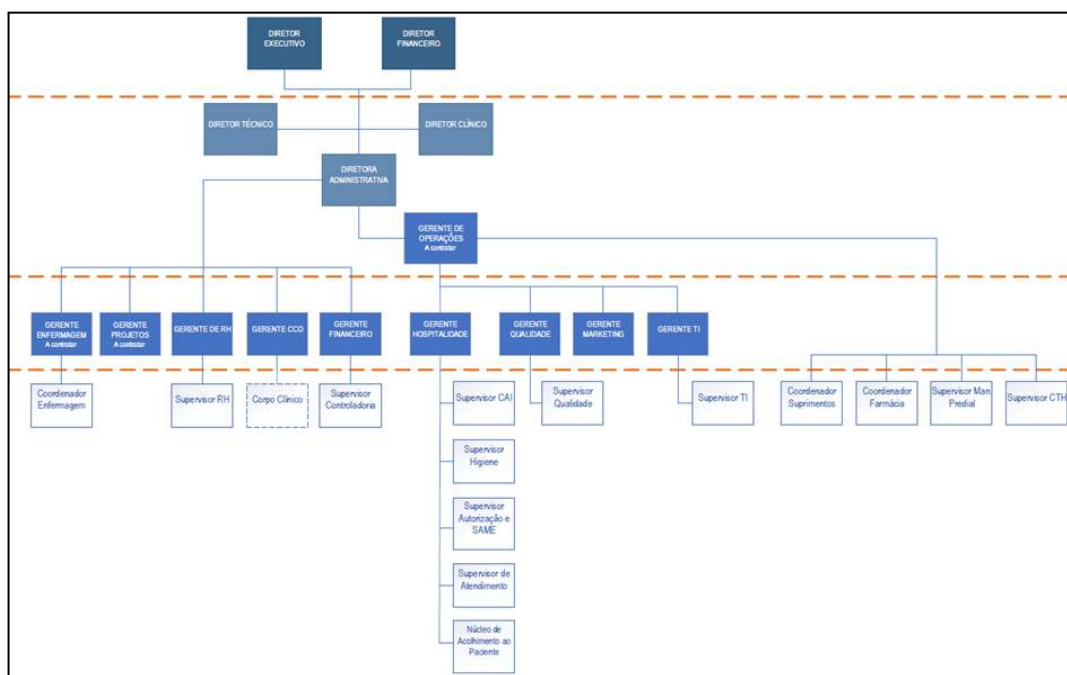 DIRETOR
EXECUTIVO
DIRETOR
FINANCEIRO
DIRETOR TÉCNICO
DIRETOR CLÍNICO
DIRETORA
ADMINISTRATIVA
GERENTE DE
OPERAÇÕES
A contratar
GERENTE
ENFERMAGEM
A contratar
GERENTE
PROJETOS
A contratar
GERENTE DE RH
GERENTE CCO
GERENTE
FINANCEIRO
GERENTE
HOSPITALIDADE
GERENTE
QUALIDADE
GERENTE
MARKETING
GERENTE TI
Coordenador
Enfermagem
Supervisor RH
Corpo Clínico
Supervisor
Controladoria
Supervisor CAI
Supervisor
Qualidade
Supervisor TI
Coordenador
Suprimentos
Coordenador
Farmácia
Supervisor Man.
Predial
Supervisor CTH
Supervisor
Higiene
Supervisor
Autorização e
SAME
Supervisor de
Atendimento
Núcleo de
Acolhimento ao
Paciente